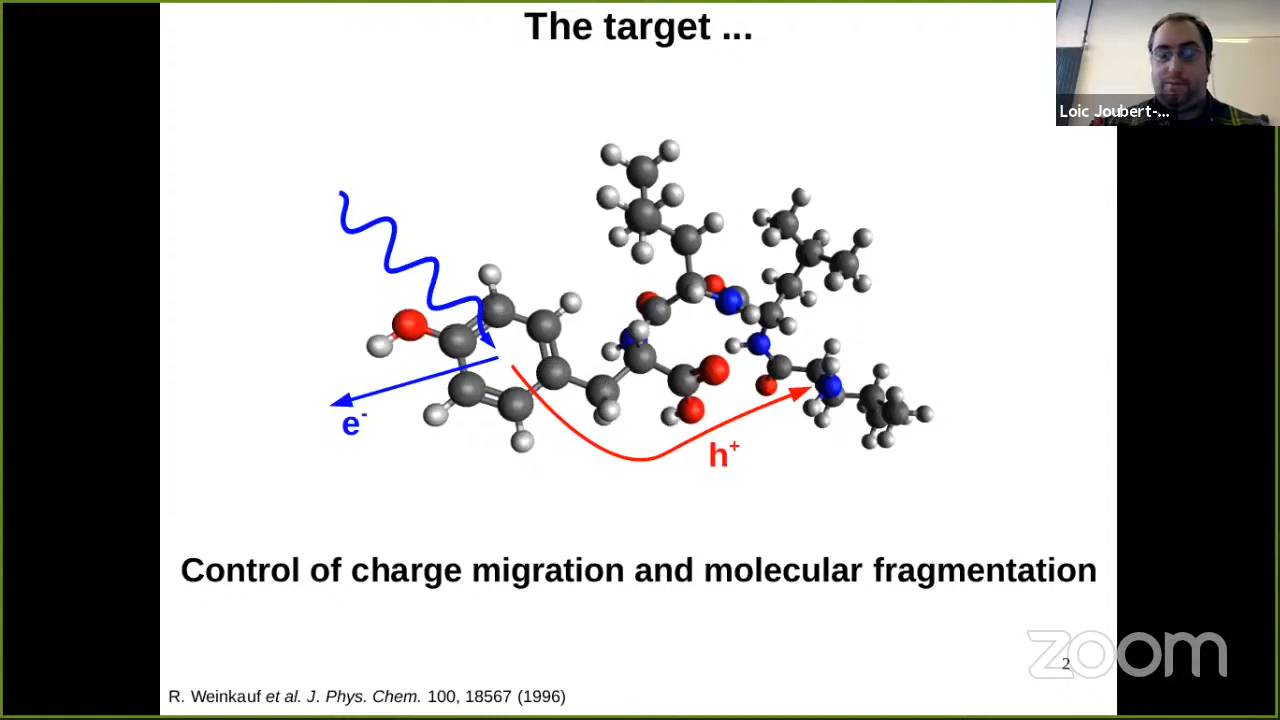 The target ...
Loic Joubert-...
e-
h+
Control of charge migration and molecular fragmentation
zoom
2
R. Weinkauf et al. J. Phys. Chem. 100, 18567 (1996)